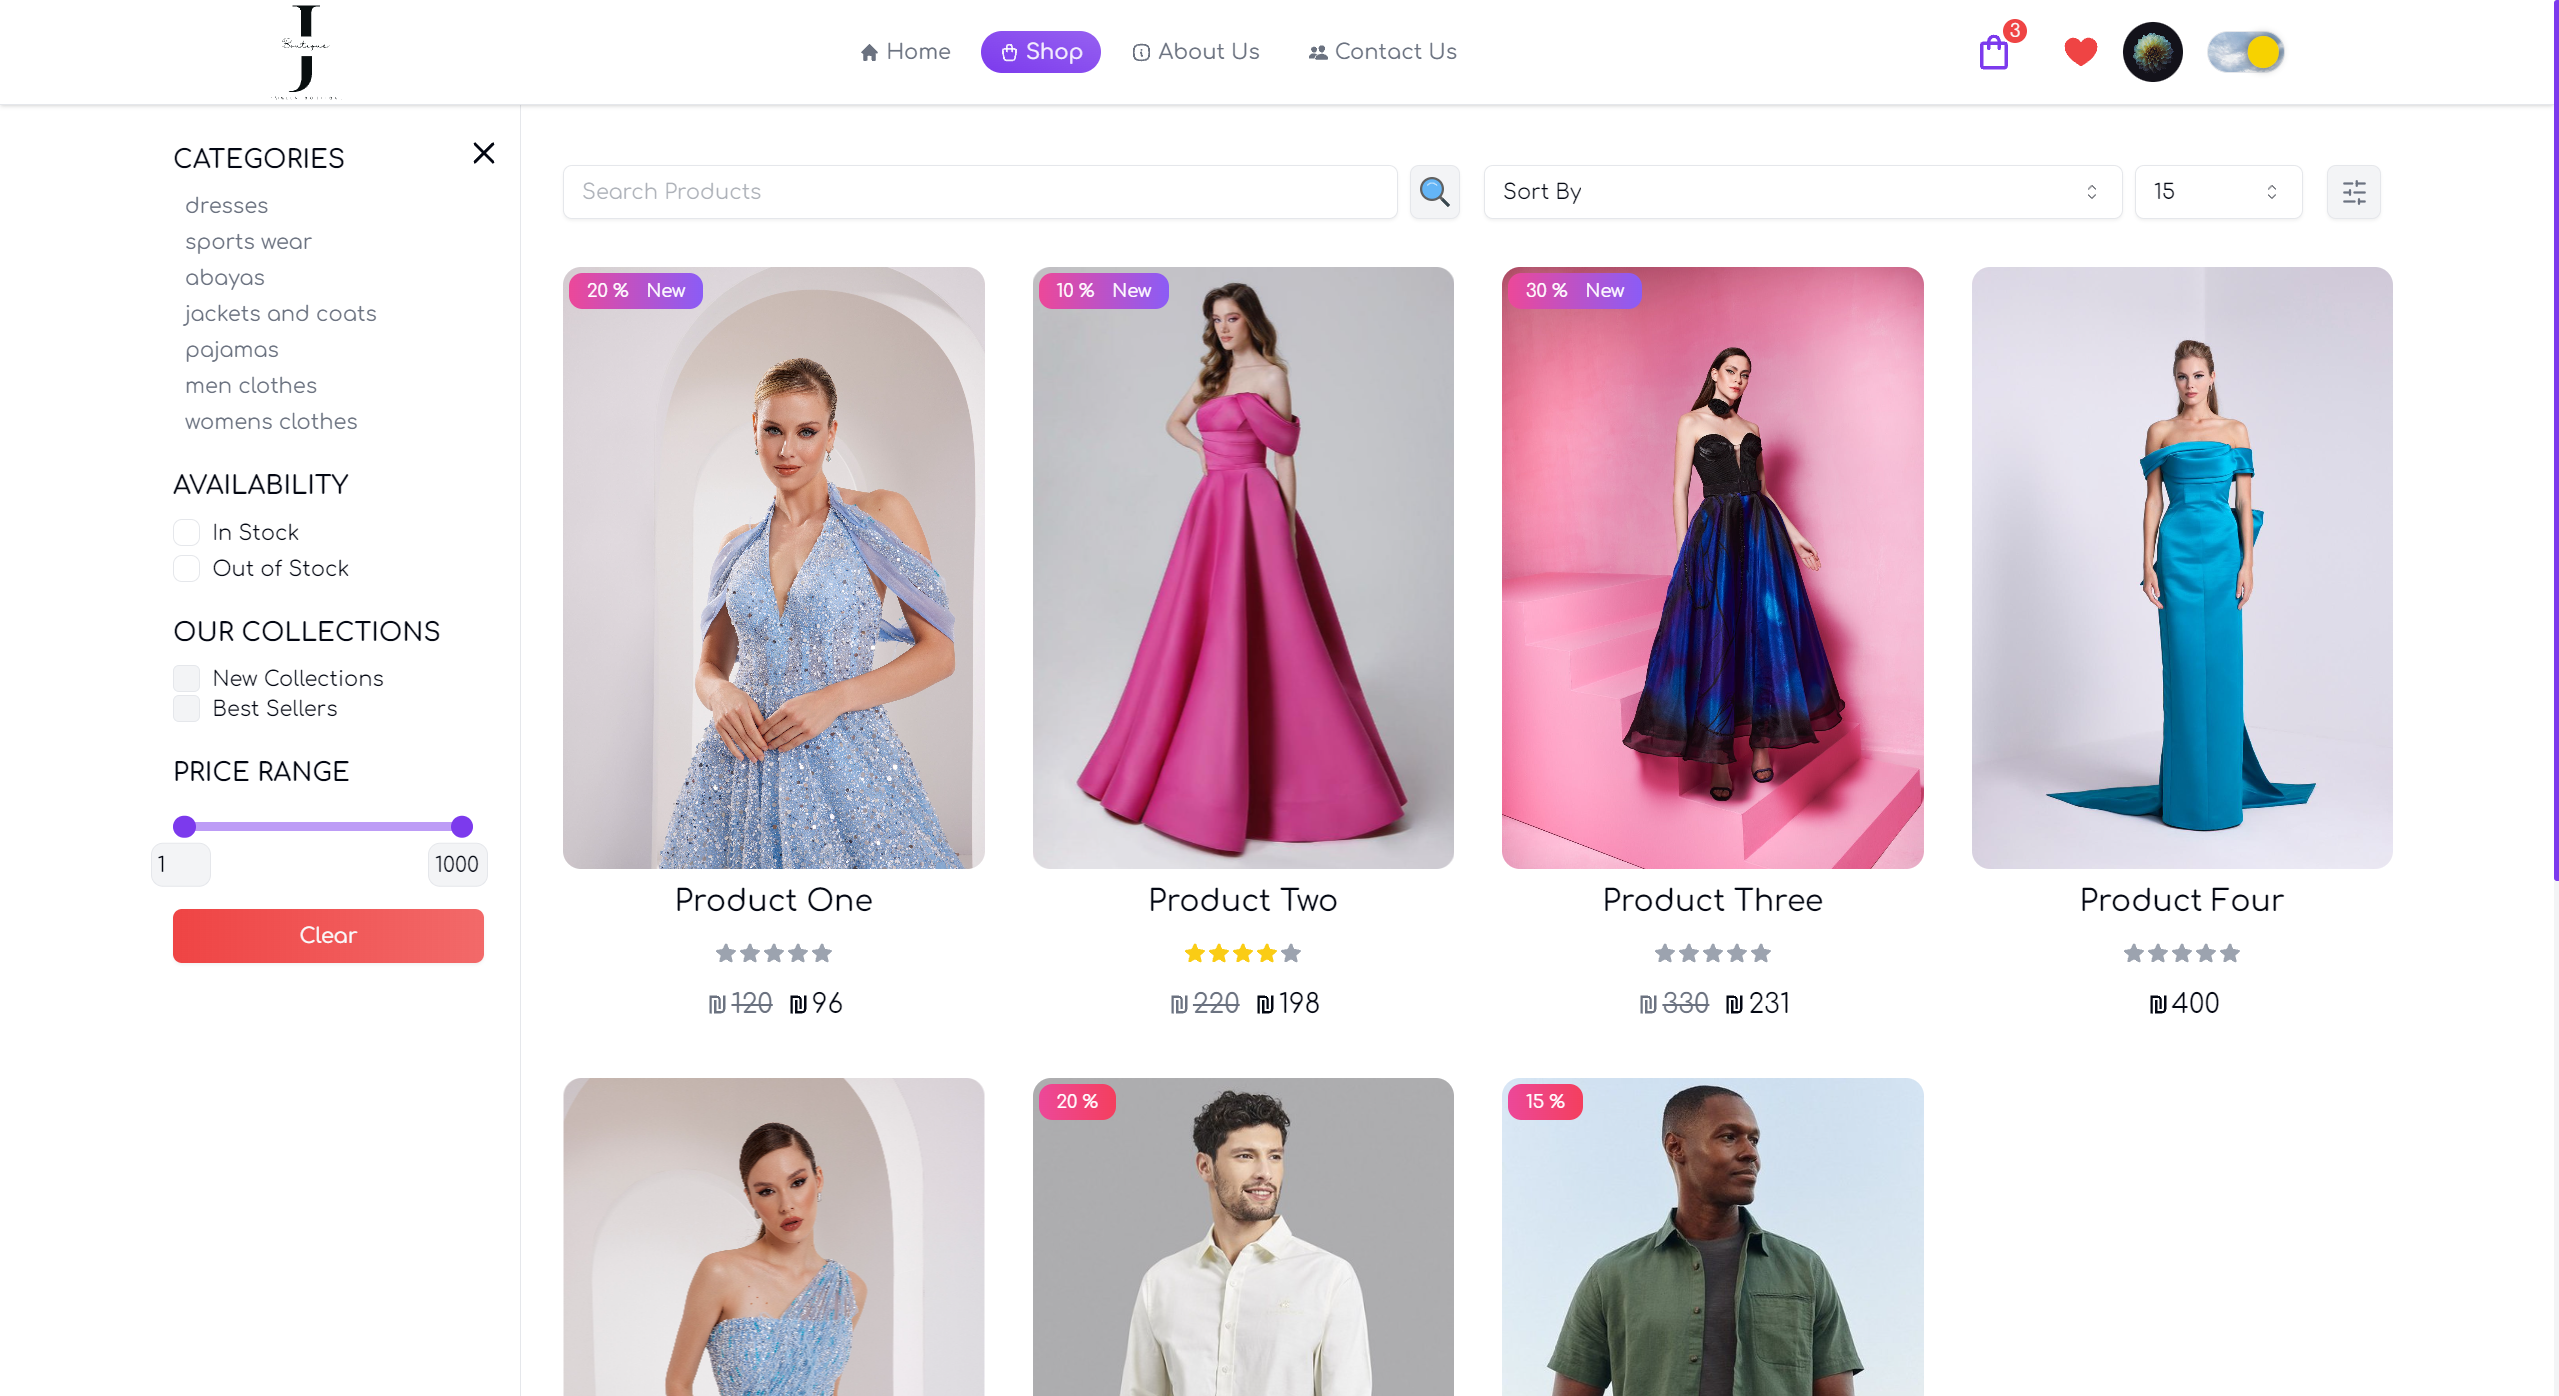 Boutique
Home
Shop
About Us
Contact Us
3
CATEGORIES
dresses
sports wear
abayas
jackets and coats
pajamas
men clothes
womens clothes
AVAILABILITY
In Stock
Out of Stock
OUR COLLECTIONS
New Collections
Best Sellers
PRICE RANGE
1
1000
Clear
Search Products
Sort By
15
20 % New
10 % New
30 % New
Product One
Product Two
Product Three
Product Four
₪ 120 ₪ 96
₪ 220 ₪ 198
₪ 330 ₪ 231
₪ 400
20 %
15 %